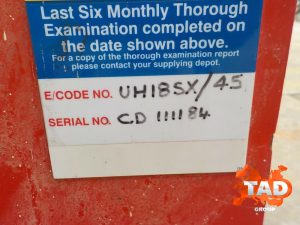 Last Six Monthly Thorough
Examination completed on
the date shown above.
For a copy of the thorough examination report
please contact your supplying depot.
E/CODE NO. UH18SX/45
SERIAL NO. CD 111184
TAD
GROUP